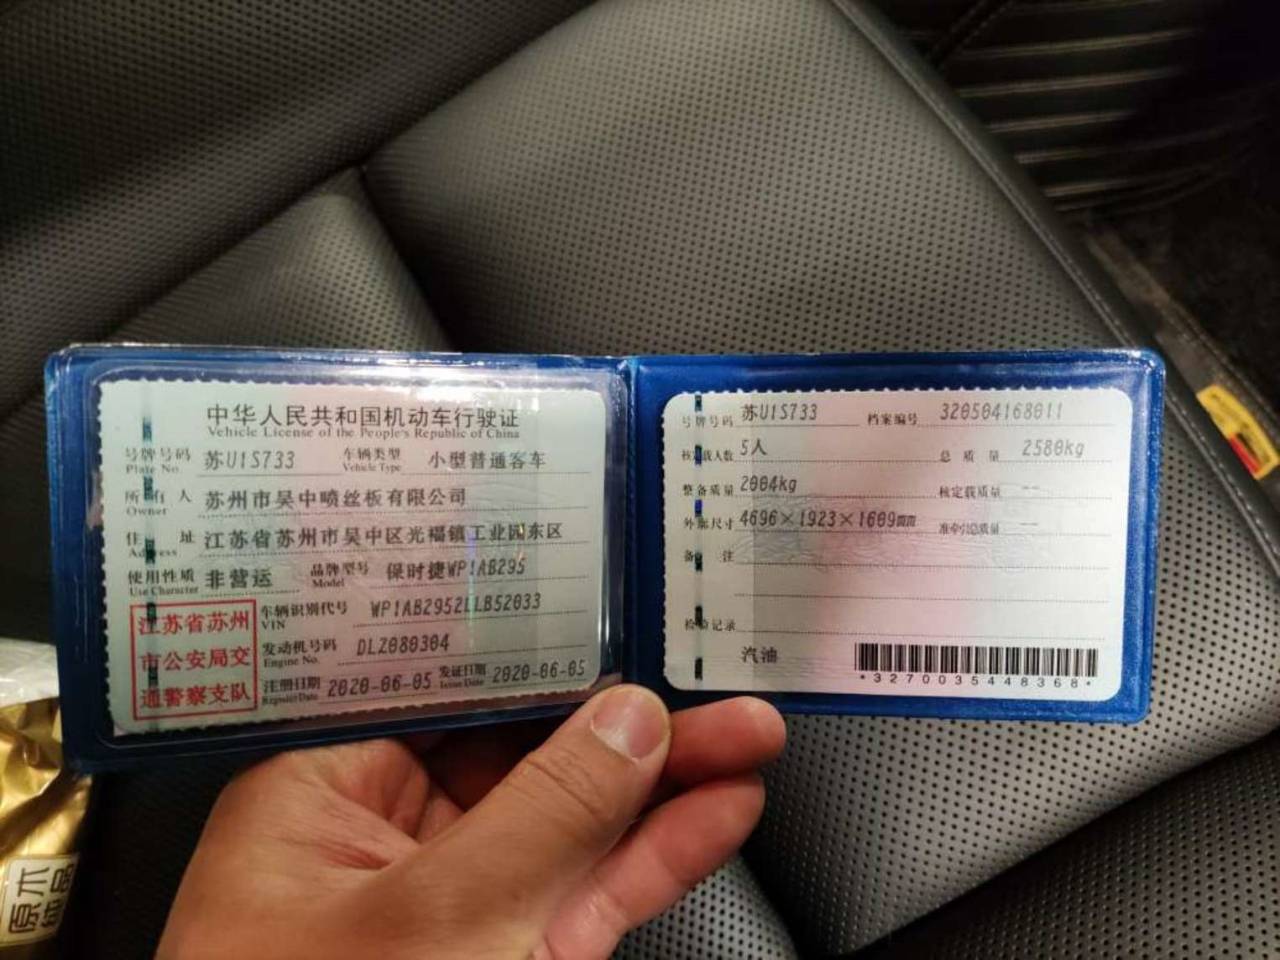 中华人民共和国机动车行驶证
Vehicle License of the People's Republic of China
号牌号码 苏U1S733 车辆类型 小型普通客车
Plate No. Vehicle Type
所有人 苏州市吴中喷丝板有限公司
Owner
住址 江苏省苏州市吴中区光福镇工业园东区
Address
使用性质 非营运 品牌型号 保时捷WP1AB295
Use Character Model
江苏省苏州
市公安局交
通警察支队
车辆识别代号 WP1AB2952LLB52033
VIN
发动机号码 DLZ080304
Engine No.
注册日期 2020-06-05 发证日期 2020-06-05
Register Date Issue Date
号牌号码 苏U1S733 档案编号 320504168011
核定载人数 5人 总质量 2580kg
整备质量 2004kg 核定载质量 --
外廓尺寸 4696×1923×1609mm 准牵引总质量 --
备注
检验记录
汽油
*3270035448368*
原木